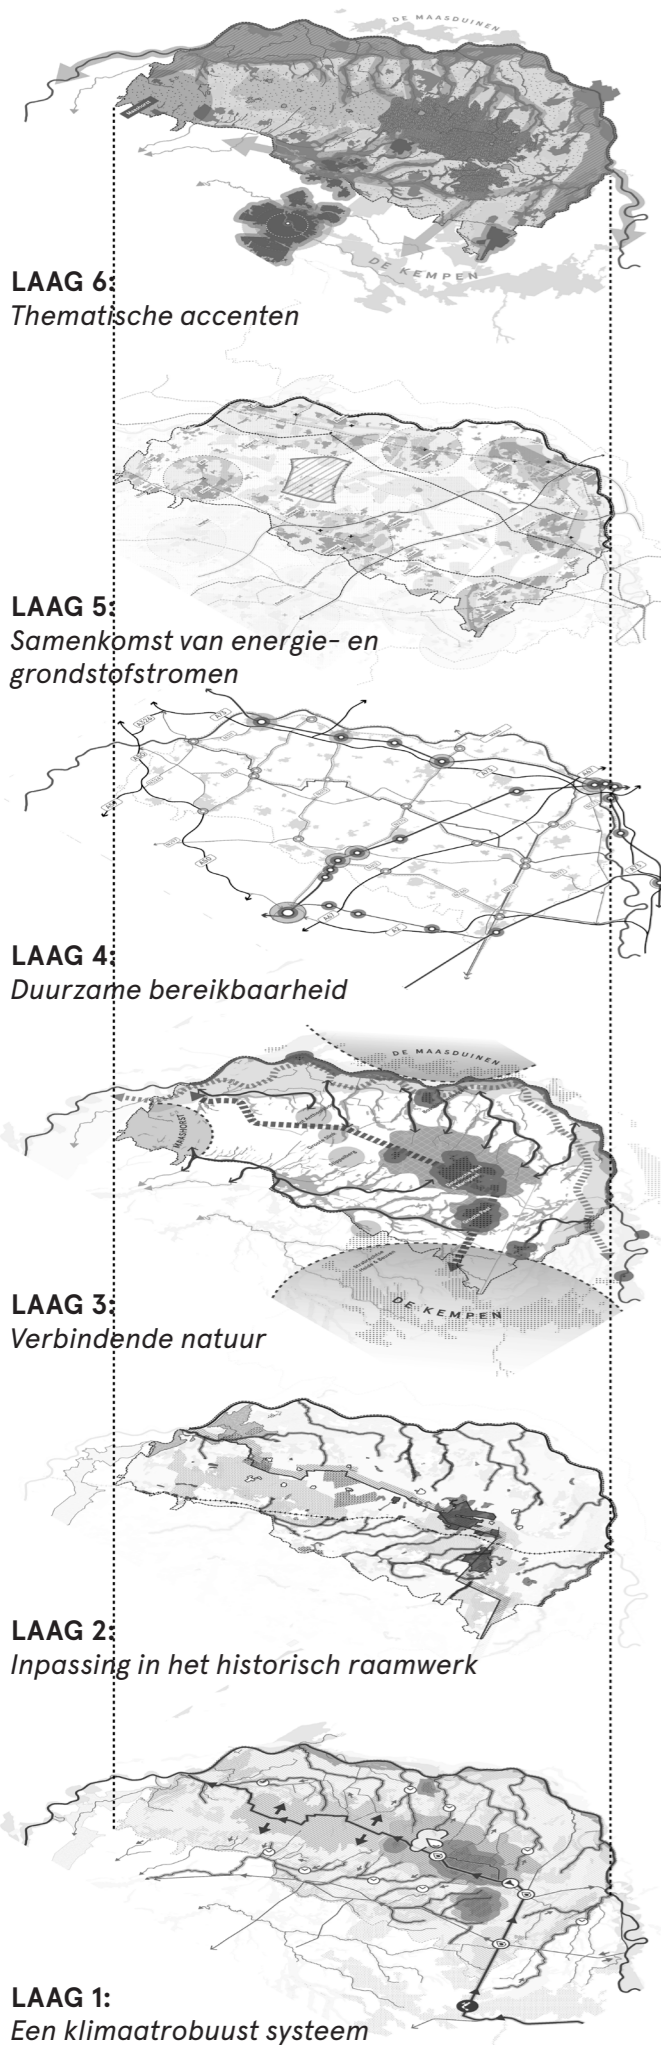 DE MAASDUINEN
Maashorst
DE KEMPEN
LAAG 6:
Thematische accenten
LAAG 5:
Samenkomst van energie- en
grondstofstromen
LAAG 4:
Duurzame bereikbaarheid
DE MAASDUINEN
MAASHORST
DE KEMPEN
LAAG 3:
Verbindende natuur
LAAG 2:
Inpassing in het historisch raamwerk
LAAG 1:
Een klimaatrobuust systeem